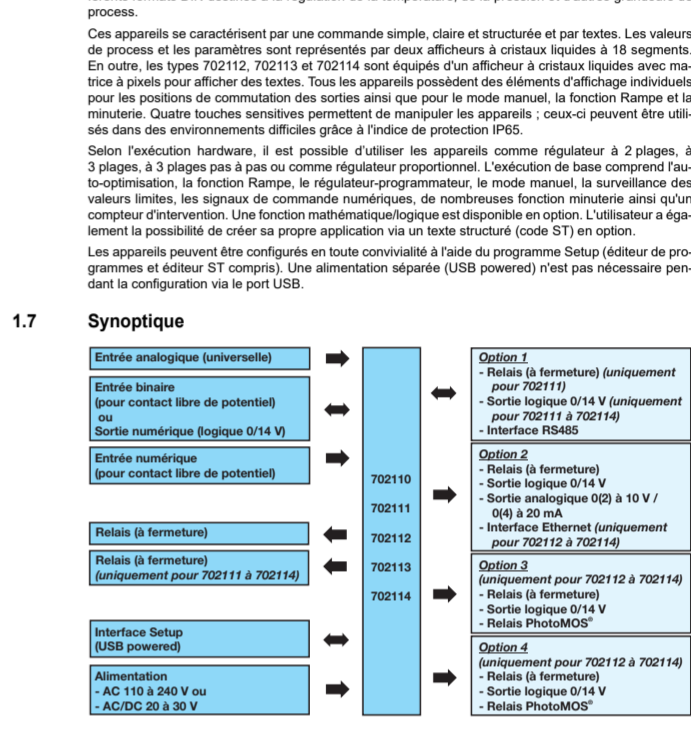 process.
Ces appareils se caractérisent par une commande simple, claire et structurée et par textes. Les valeurs
de process et les paramètres sont représentés par deux afficheurs à cristaux liquides à 18 segments.
En outre, les types 702112, 702113 et 702114 sont équipés d'un afficheur à cristaux liquides avec ma-
trice à pixels pour afficher des textes. Tous les appareils possèdent des éléments d'affichage individuels
pour les positions de commutation des sorties ainsi que pour le mode manuel, la fonction Rampe et la
minuterie. Quatre touches sensitives permettent de manipuler les appareils ; ceux-ci peuvent être utili-
sés dans des environnements difficiles grâce à l'indice de protection IP65.
Selon l'exécution hardware, il est possible d'utiliser les appareils comme régulateur à 2 plages, à
3 plages, à 3 plages pas à pas ou comme régulateur proportionnel. L'exécution de base comprend l'au-
to-optimisation, la fonction Rampe, le régulateur-programmateur, le mode manuel, la surveillance des
valeurs limites, les signaux de commande numériques, de nombreuses fonction minuterie ainsi qu'un
compteur d'intervention. Une fonction mathématique/logique est disponible en option. L'utilisateur a éga-
lement la possibilité de créer sa propre application via un texte structuré (code ST) en option.
Les appareils peuvent être configurés en toute convivialité à l'aide du programme Setup (éditeur de pro-
grammes et éditeur ST compris). Une alimentation séparée (USB powered) n'est pas nécessaire pen-
dant la configuration via le port USB.
1.7 Synoptique
Entrée analogique (universelle)
Entrée binaire
(pour contact libre de potentiel)
ou
Sortie numérique (logique 0/14 V)
Entrée numérique
(pour contact libre de potentiel)
Relais (à fermeture)
Relais (à fermeture)
(uniquement pour 702111 à 702114)
Interface Setup
(USB powered)
Alimentation
- AC 110 à 240 V ou
- AC/DC 20 à 30 V
702110
702111
702112
702113
702114
Option 1
- Relais (à fermeture) (uniquement
pour 702111)
- Sortie logique 0/14 V (uniquement
pour 702111 à 702114)
- Interface RS485
Option 2
- Relais (à fermeture)
- Sortie logique 0/14 V
- Sortie analogique 0(2) à 10 V /
0(4) à 20 mA
- Interface Ethernet (uniquement
pour 702112 à 702114)
Option 3
(uniquement pour 702112 à 702114)
- Relais (à fermeture)
- Sortie logique 0/14 V
- Relais PhotoMOS®
Option 4
(uniquement pour 702112 à 702114)
- Relais (à fermeture)
- Sortie logique 0/14 V
- Relais PhotoMOS®